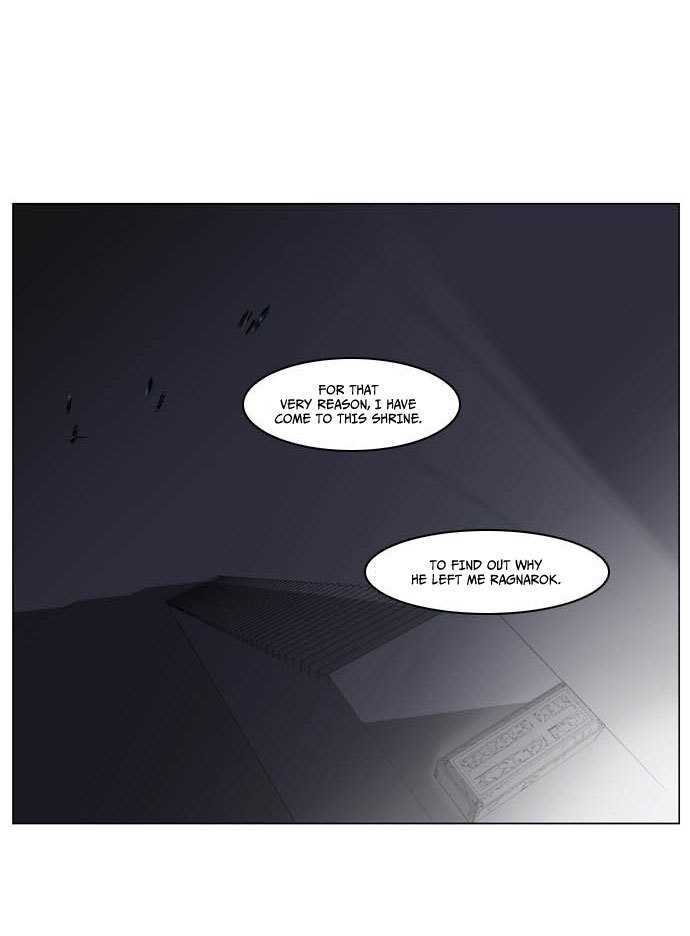 FOR THAT
VERY REASON, I HAVE
COME TO THIS SHRINE.
TO FIND OUT WHY
HE LEFT ME RAGNAROK.